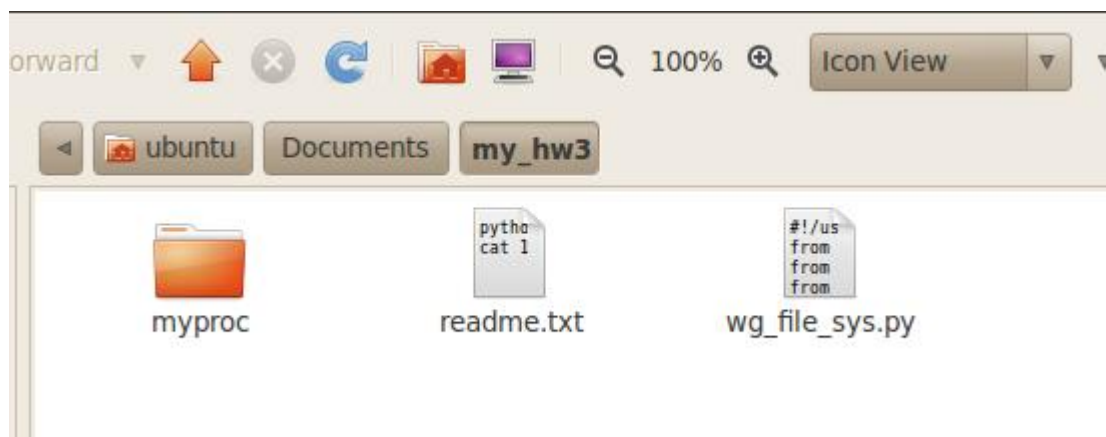 orward 100% Icon View
ubuntu Documents my_hw3
pytho
cat 1
#!/us
from
from
from
myproc readme.txt wg_file_sys.py